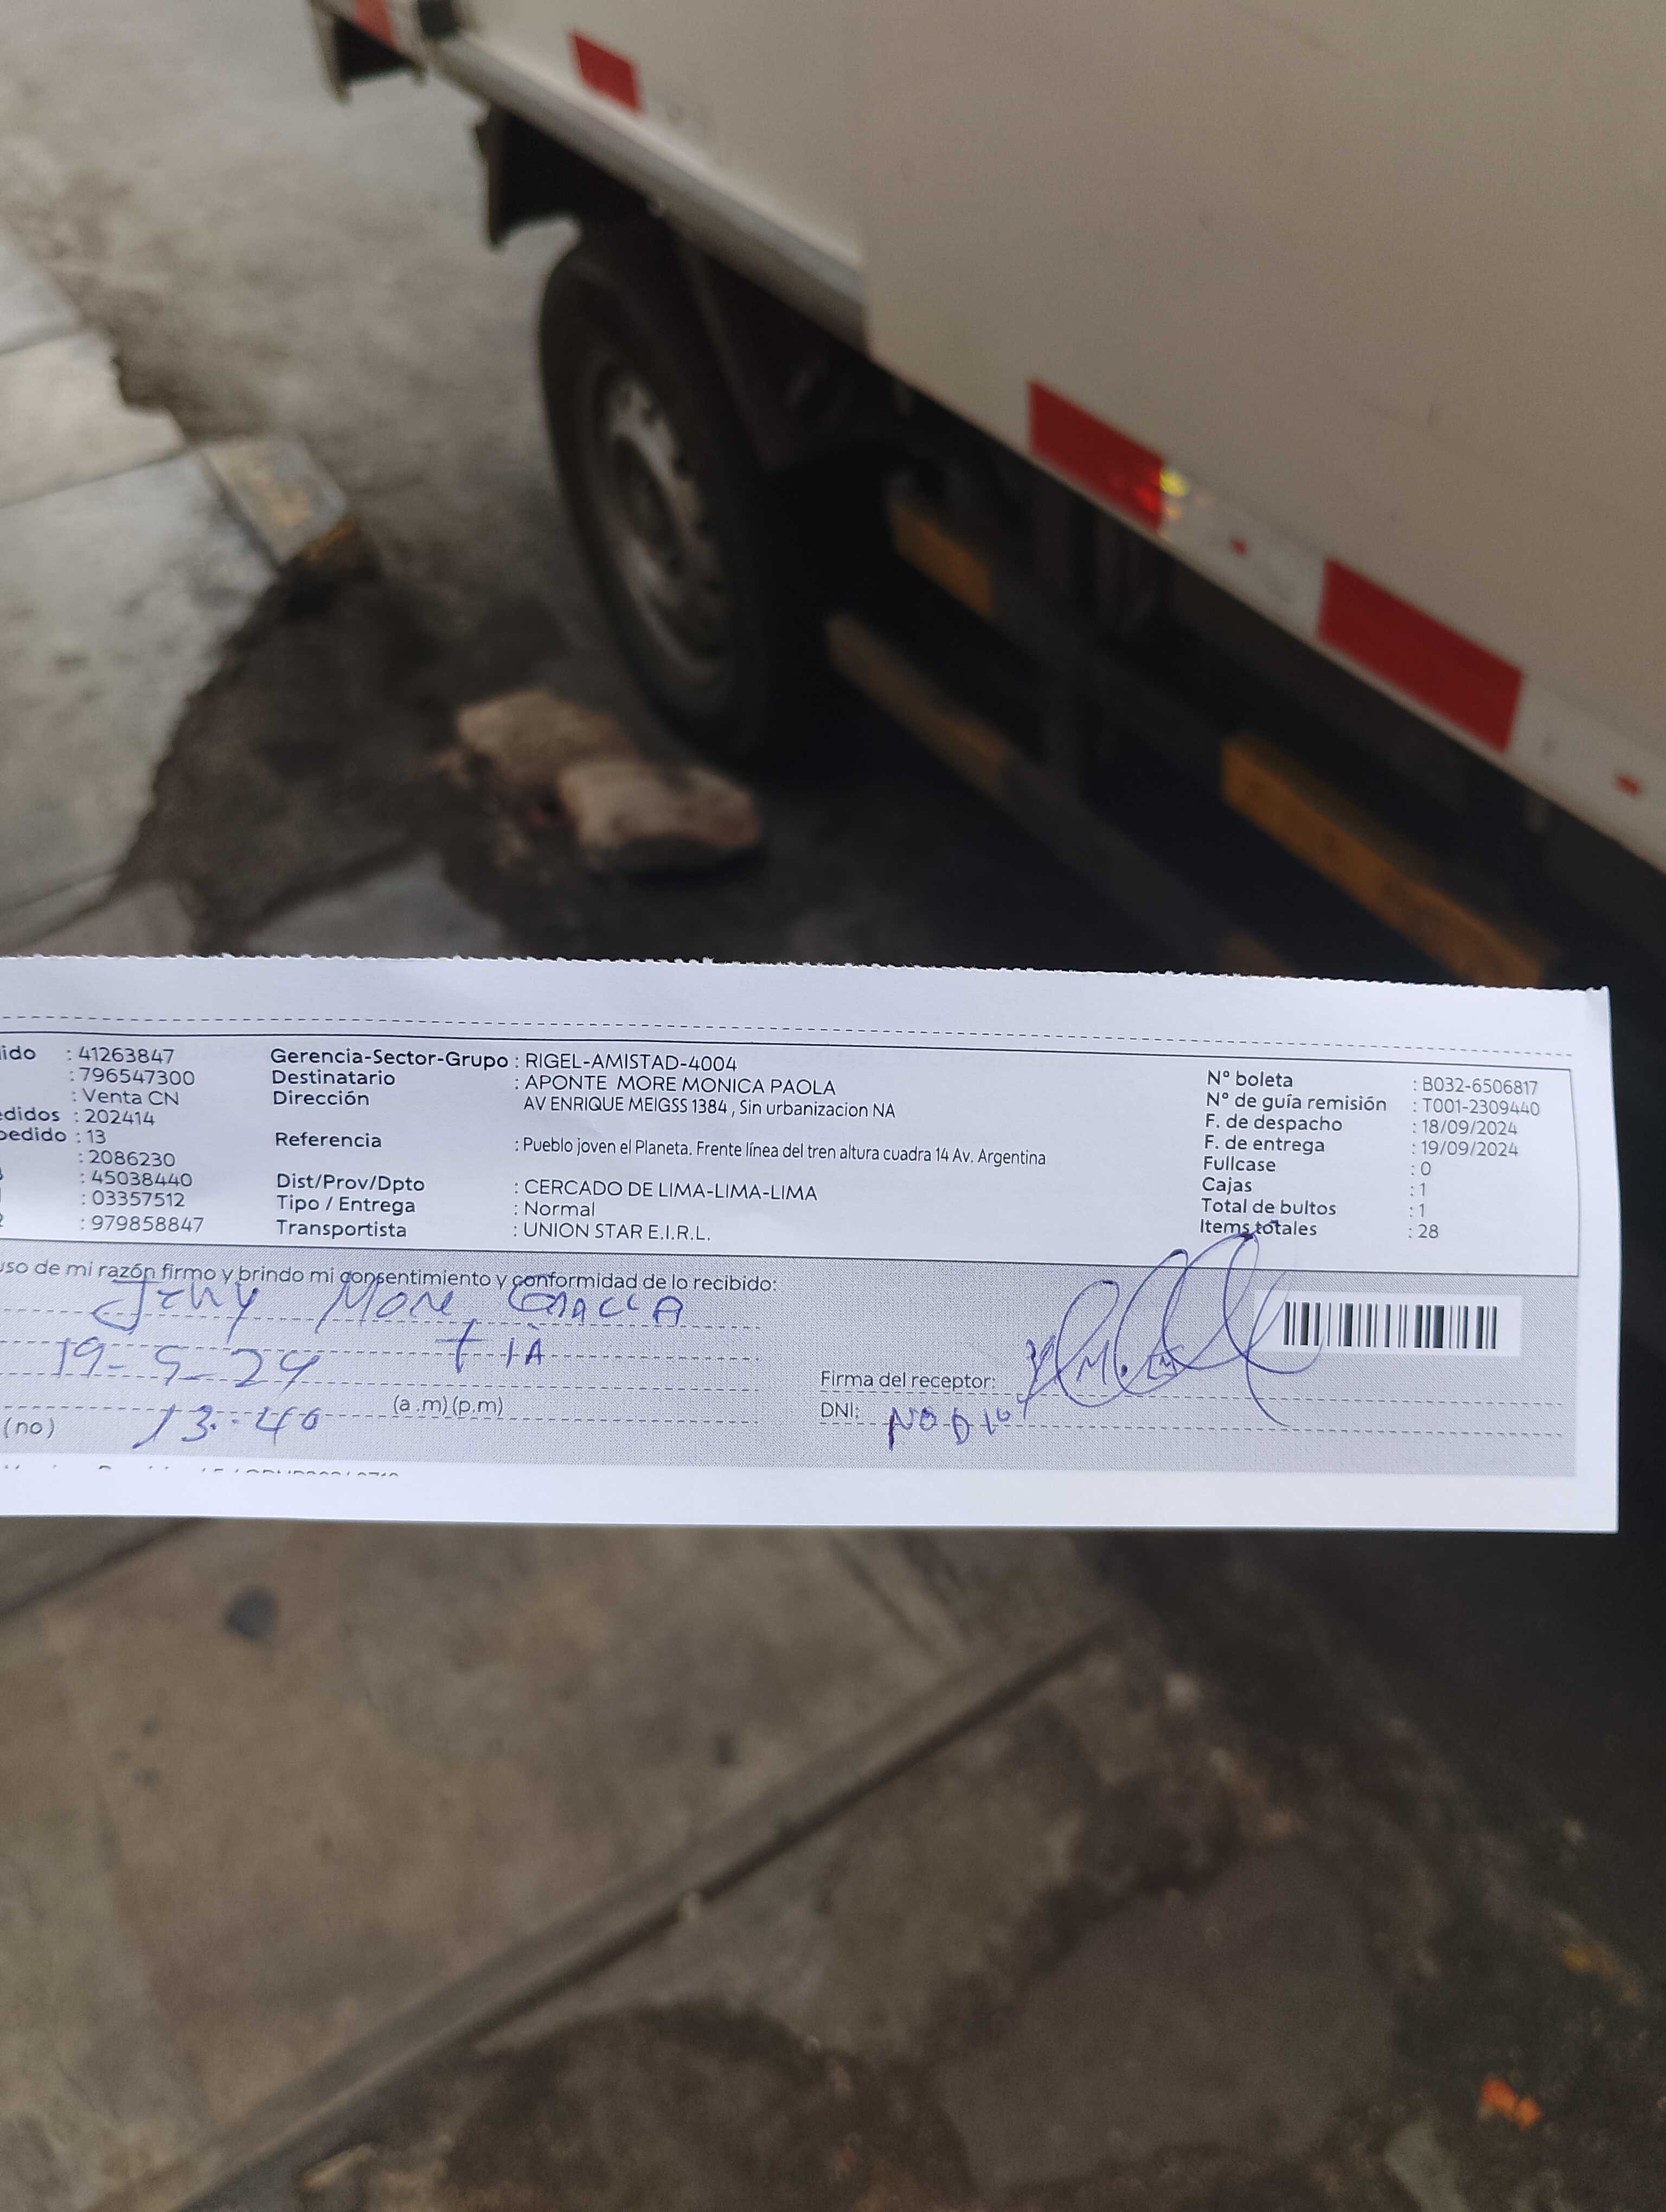 ido : 41263847
: 796547300
: Venta CN
edidos : 202414
pedido : 13
: 2086230
: 45038440
: 03357512
2 : 979858847
Gerencia-Sector-Grupo : RIGEL-AMISTAD-4004
Destinatario : APONTE MORE MONICA PAOLA
Dirección AV ENRIQUE MEIGSS 1384 , Sin urbanizacion NA
Referencia : Pueblo joven el Planeta. Frente línea del tren altura cuadra 14 Av. Argentina
Dist/Prov/Dpto : CERCADO DE LIMA-LIMA-LIMA
Tipo / Entrega : Normal
Transportista : UNION STAR E.I.R.L.
N° boleta : B032-6506817
N° de guía remisión : T001-2309440
F. de despacho : 18/09/2024
F. de entrega : 19/09/2024
Fullcase : 0
Cajas : 1
Total de bultos : 1
Items totales : 28
uso de mi razón firmo y brindo mi consentimiento y conformidad de lo recibido:
More
tiA
19-9-24
(a .m) (p.m)
(no) 13:40
Firma del receptor:
DNI: NO DIO